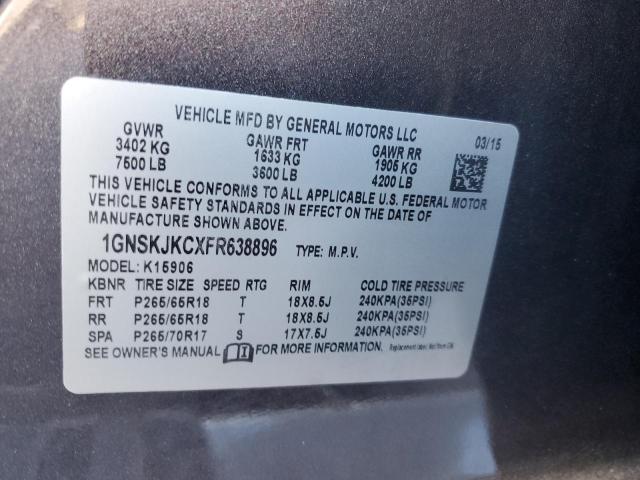 VEHICLE MFD BY GENERAL MOTORS LLC
GVWR GAWR FRT GAWR RR 03/15
3402 KG 1633 KG 1905 KG
7500 LB 3600 LB 4200 LB
THIS VEHICLE CONFORMS TO ALL APPLICABLE U.S. FEDERAL MOTOR
VEHICLE SAFETY STANDARDS IN EFFECT ON THE DATE OF
MANUFACTURE SHOWN ABOVE.
1GNSKJKCXFR638896 TYPE: M.P.V.
MODEL: K15906
KBNR TIRE SIZE SPEED RTG RIM COLD TIRE PRESSURE
FRT P265/65R18 T 18X8.5J 240KPA(35PSI)
RR P265/65R18 T 18X8.5J 240KPA(35PSI)
SPA P265/70R17 S 17X7.5J 240KPA(35PSI)
SEE OWNER'S MANUAL FOR MORE INFORMATION. Replacement label,